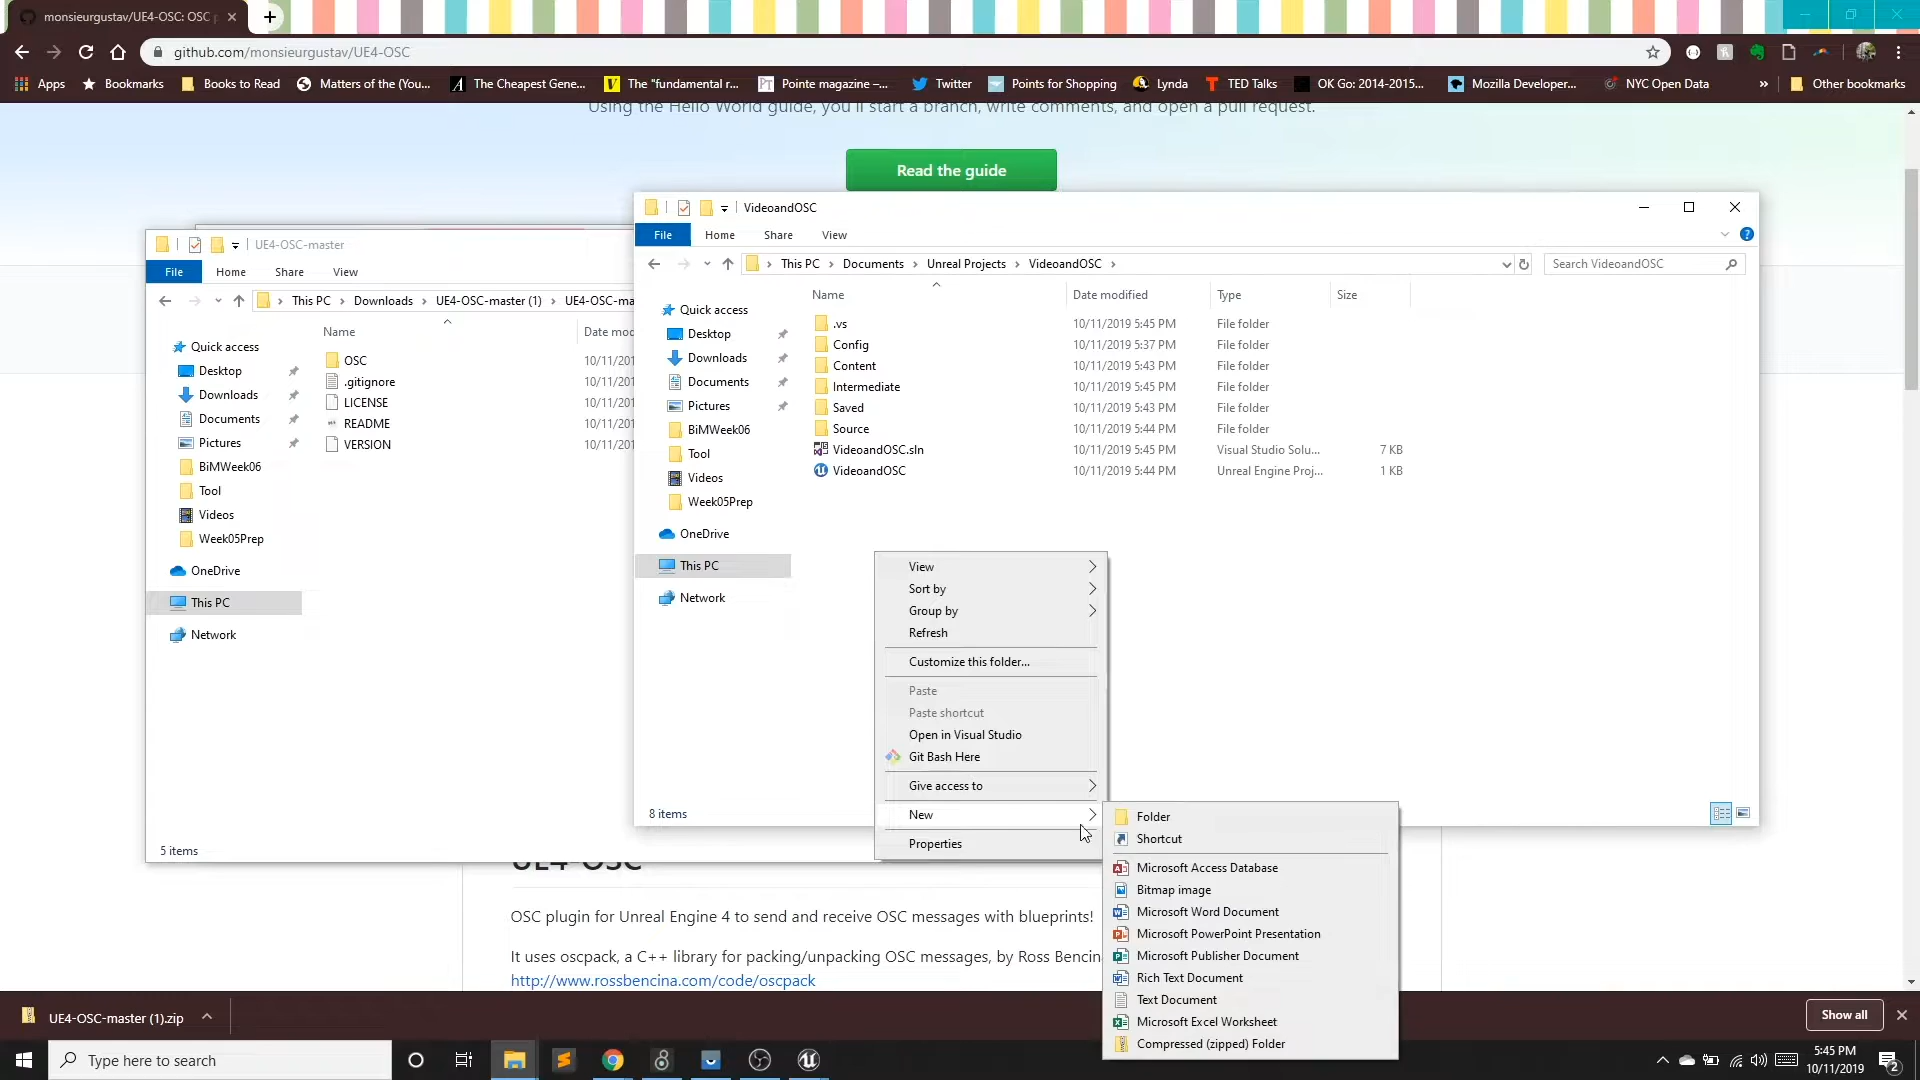 monsieurgustav/UE4-OSC: OSC p
github.com/monsieurgustav/UE4-OSC
Apps
Bookmarks
Books to Read
Matters of the (You...
The Cheapest Gene...
The "fundamental r...
Pointe magazine –...
Twitter
Points for Shopping
Lynda
TED Talks
OK Go: 2014-2015...
Mozilla Developer...
NYC Open Data
»
Other bookmarks
Using the Hello World guide, you'll start a branch, write comments, and open a pull request.
Read the guide
UE4-OSC-master
File
Home
Share
View
This PC
Downloads
UE4-OSC-master (1)
UE4-OSC-ma
Name
Date mod
Quick access
Desktop
Downloads
Documents
Pictures
BiMWeek06
Tool
Videos
Week05Prep
OneDrive
This PC
Network
OSC 10/11/201
.gitignore 10/11/201
LICENSE 10/11/201
README 10/11/201
VERSION 10/11/201
5 items
VideoandOSC
File
Home
Share
View
This PC
Documents
Unreal Projects
VideoandOSC
Search VideoandOSC
Name
Date modified
Type
Size
Quick access
Desktop
Downloads
Documents
Pictures
BiMWeek06
Tool
Videos
Week05Prep
OneDrive
This PC
Network
.vs 10/11/2019 5:45 PM File folder
Config 10/11/2019 5:37 PM File folder
Content 10/11/2019 5:43 PM File folder
Intermediate 10/11/2019 5:45 PM File folder
Saved 10/11/2019 5:43 PM File folder
Source 10/11/2019 5:44 PM File folder
VideoandOSC.sln 10/11/2019 5:45 PM Visual Studio Solu... 7 KB
VideoandOSC 10/11/2019 5:44 PM Unreal Engine Proj... 1 KB
8 items
View
Sort by
Group by
Refresh
Customize this folder...
Paste
Paste shortcut
Open in Visual Studio
Git Bash Here
Give access to
New
Properties
Folder
Shortcut
Microsoft Access Database
Bitmap image
Microsoft Word Document
Microsoft PowerPoint Presentation
Microsoft Publisher Document
Rich Text Document
Text Document
Microsoft Excel Worksheet
Compressed (zipped) Folder
UE4-OSC
OSC plugin for Unreal Engine 4 to send and receive OSC messages with blueprints!
It uses oscpack, a C++ library for packing/unpacking OSC messages, by Ross Bencina
http://www.rossbencina.com/code/oscpack
UE4-OSC-master (1).zip
Show all
Type here to search
5:45 PM
10/11/2019
2